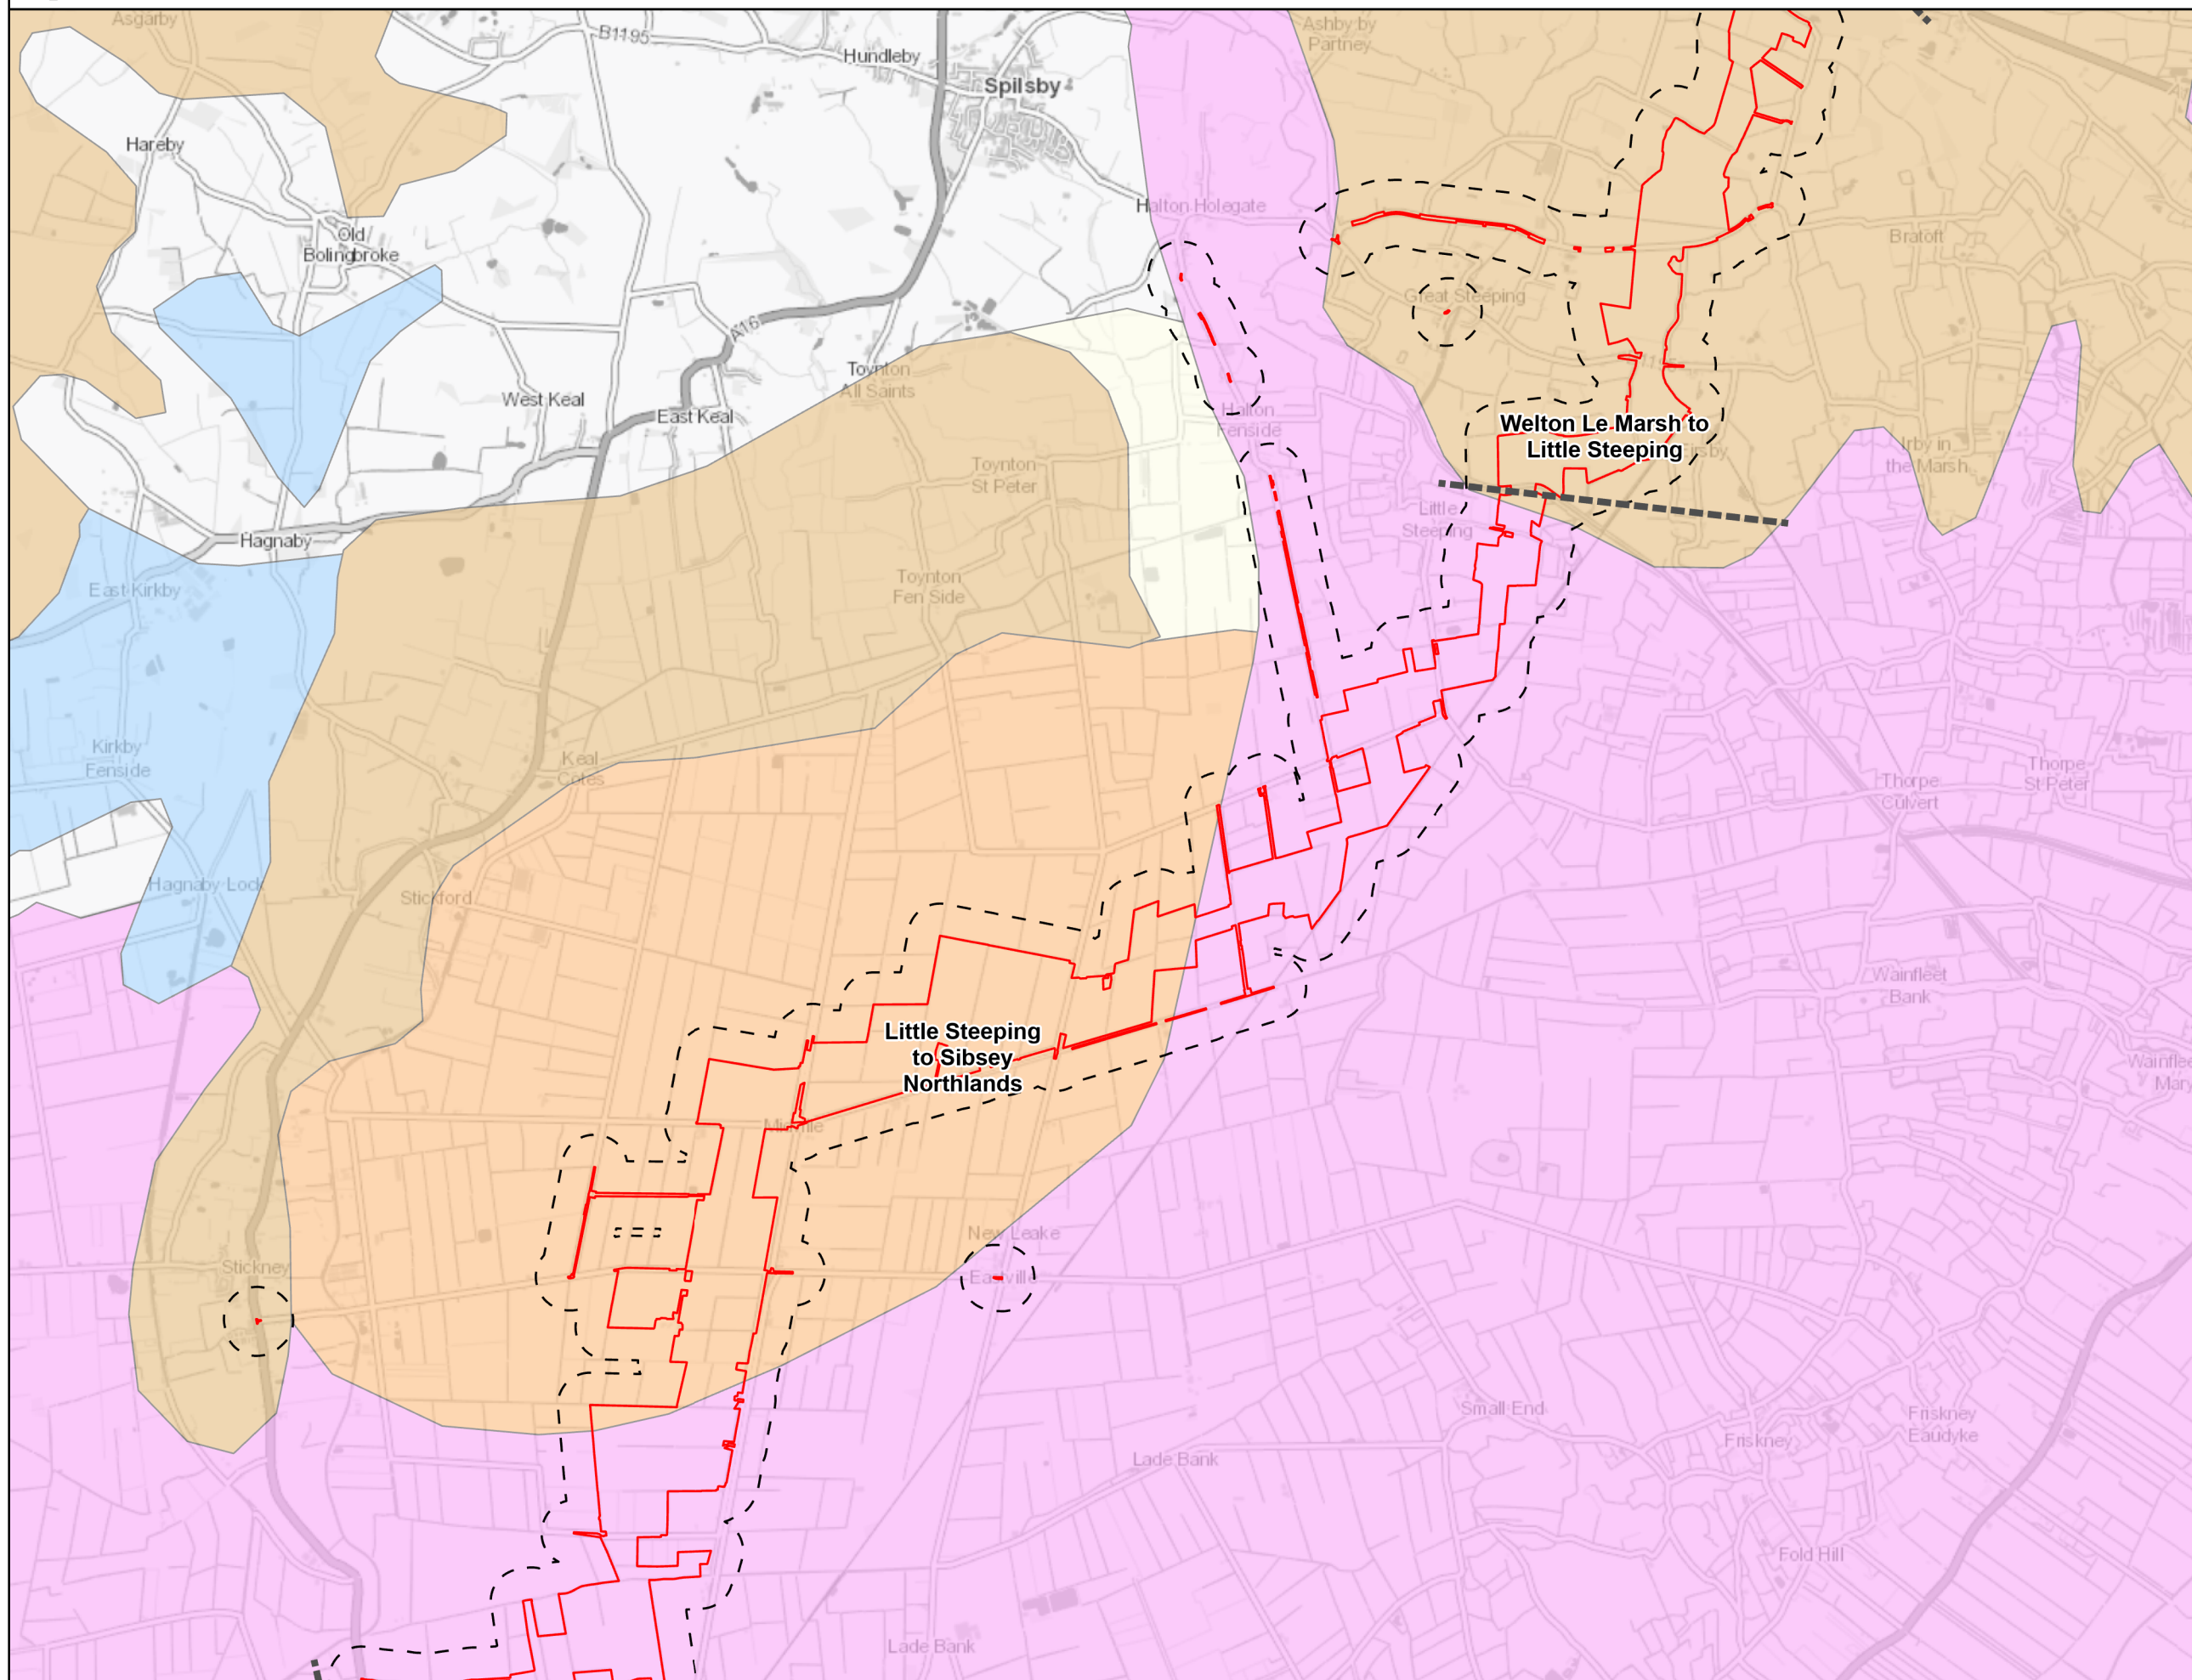 Asgarby
B1195
Hundleby
Ashby by
Partney
Spilsby
Hareby
Halton Holegate
Old
Bolingbroke
Bratoft
Great Steeping
A16
Toynton
All Saints
West Keal
East Keal
Halton
Fenside
Welton Le Marsh to
Little Steeping
Irby in
the Marsh
Toynton
St Peter
Little
Steeping
Hagnaby
East Kirkby
Toynton
Fen Side
Kirkby
Fenside
Keal
Cotes
Thorpe
St Peter
Thorpe
Culvert
Hagnaby Lock
Stickford
Wainfleet
Bank
Little Steeping
to Sibsey
Northlands
Midville
New Leake
Stickney
Eastville
Small End
Friskney
Eaudyke
Friskney
Lade Bank
Fold Hill
Lade Bank